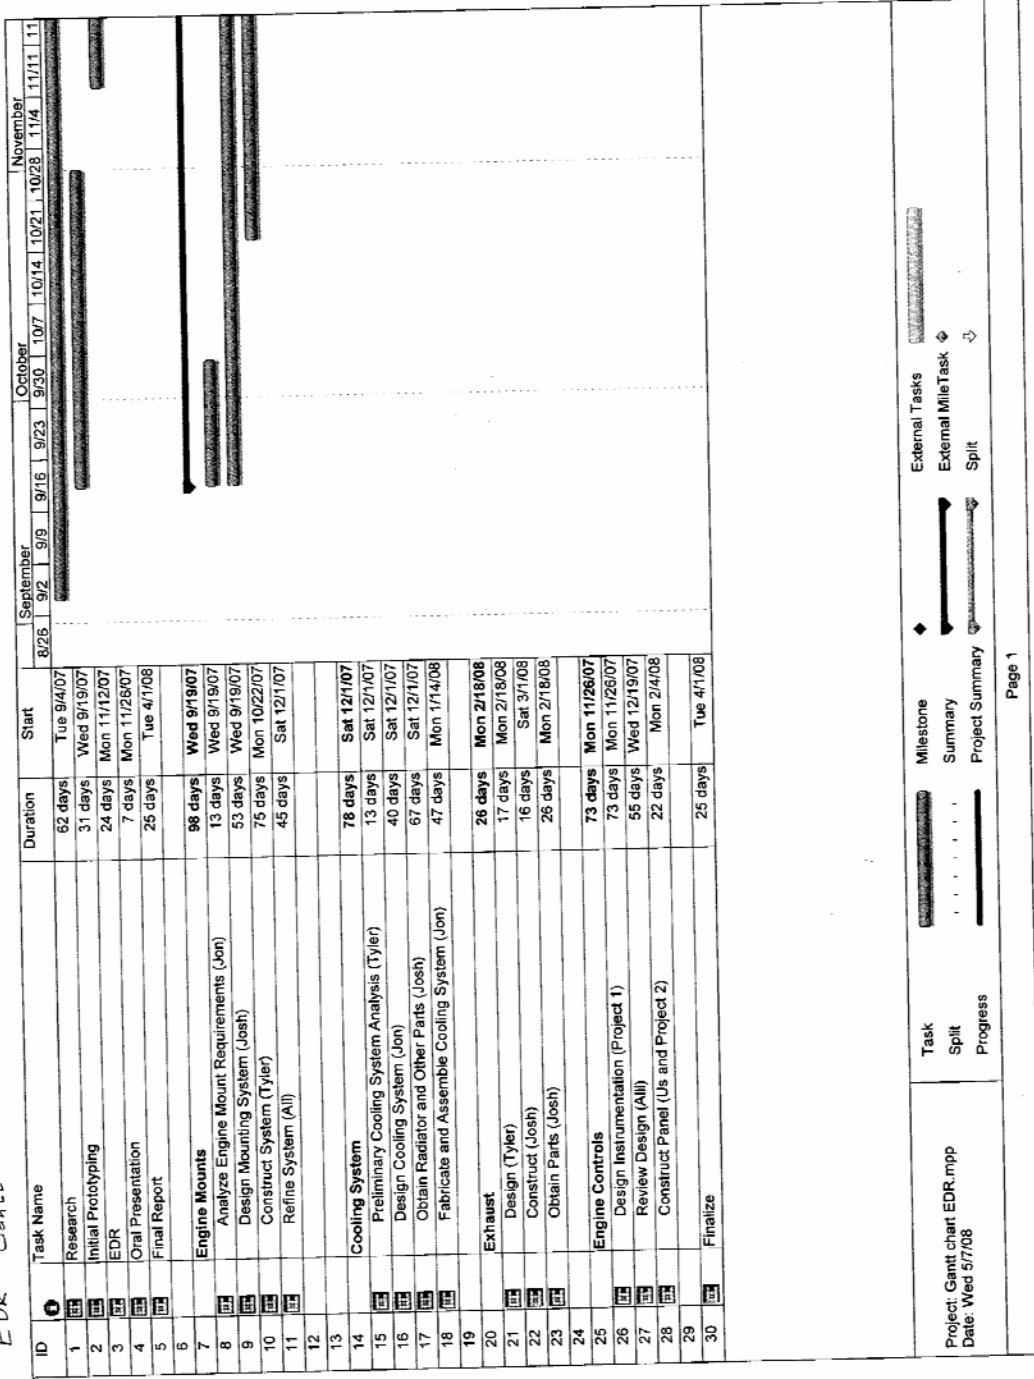 EDR
ID Task Name Duration Start
September October November
8/26 9/2 9/9 9/16 9/23 9/30 10/7 10/14 10/21 10/28 11/4 11/11 11
1 Research 62 days Tue 9/4/07
2 Initial Prototyping 31 days Wed 9/19/07
3 EDR 24 days Mon 11/12/07
4 Oral Presentation 7 days Mon 11/26/07
5 Final Report 25 days Tue 4/1/08
6
7 Engine Mounts 98 days Wed 9/19/07
8 Analyze Engine Mount Requirements (Jon) 13 days Wed 9/19/07
9 Design Mounting System (Josh) 53 days Wed 9/19/07
10 Construct System (Tyler) 75 days Mon 10/22/07
11 Refine System (All) 45 days Sat 12/1/07
12
13
14 Cooling System 78 days Sat 12/1/07
15 Preliminary Cooling System Analysis (Tyler) 13 days Sat 12/1/07
16 Design Cooling System (Jon) 40 days Sat 12/1/07
17 Obtain Radiator and Other Parts (Josh) 67 days Sat 12/1/07
18 Fabricate and Assemble Cooling System (Jon) 47 days Mon 1/14/08
19
20 Exhaust 26 days Mon 2/18/08
21 Design (Tyler) 17 days Mon 2/18/08
22 Construct (Josh) 16 days Sat 3/1/08
23 Obtain Parts (Josh) 26 days Mon 2/18/08
24
25 Engine Controls 73 days Mon 11/26/07
26 Design Instrumentation (Project 1) 73 days Mon 11/26/07
27 Review Design (Alll) 55 days Wed 12/19/07
28 Construct Panel (Us and Project 2) 22 days Mon 2/4/08
29
30 Finalize 25 days Tue 4/1/08
Project: Gantt chart EDR.mpp
Date: Wed 5/7/08
Task Milestone External Tasks
Split Summary External MileTask
Progress Project Summary Split
Page 1